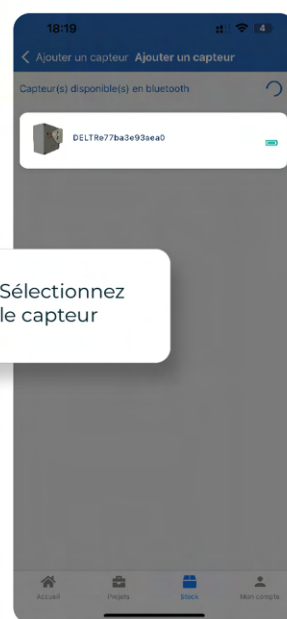 18:19
4
Ajouter un capteur Ajouter un capteur
Capteur(s) disponible(s) en bluetooth
DELTRe77ba3e93aea0
Sélectionnez
le capteur
Accueil Projets Stock Mon compte